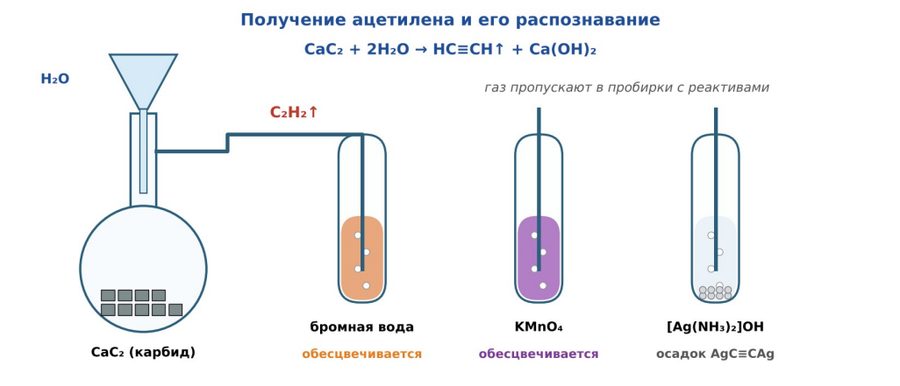 Получение ацетилена и его распознавание
CaC₂ + 2H₂O → HC≡CH↑ + Ca(OH)₂
H₂O
газ пропускают в пробирки с реактивами
C₂H₂↑
бромная вода
KMnO₄
[Ag(NH₃)₂]OH
CaC₂ (карбид)
обесцвечивается
обесцвечивается
осадок AgC≡CAg